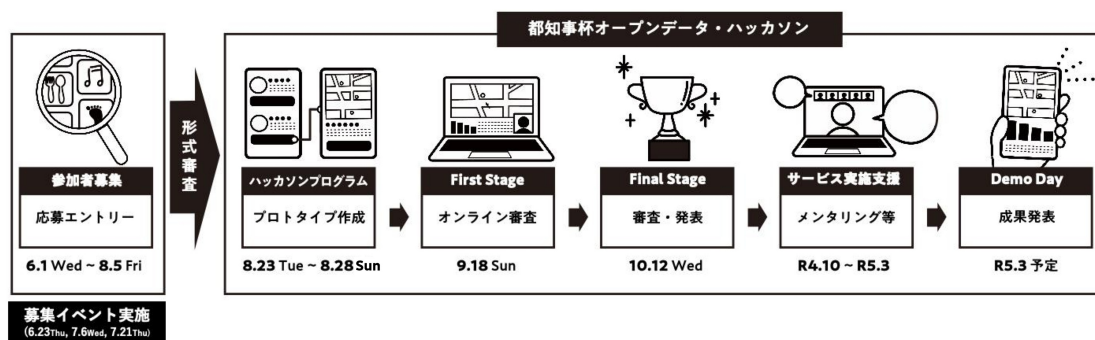 都知事杯オープンデータ・ハッカソン
参加者募集
応募エントリー
6.1 Wed ~ 8.5 Fri
募集イベント実施
(6.23Thu, 7.6Wed, 7.21Thu)
形式審査
ハッカソンプログラム
プロトタイプ作成
8.23 Tue ~ 8.28 Sun
First Stage
オンライン審査
9.18 Sun
Final Stage
審査・発表
10.12 Wed
サービス実施支援
メンタリング等
R4.10 ~ R5.3
Demo Day
成果発表
R5.3 予定